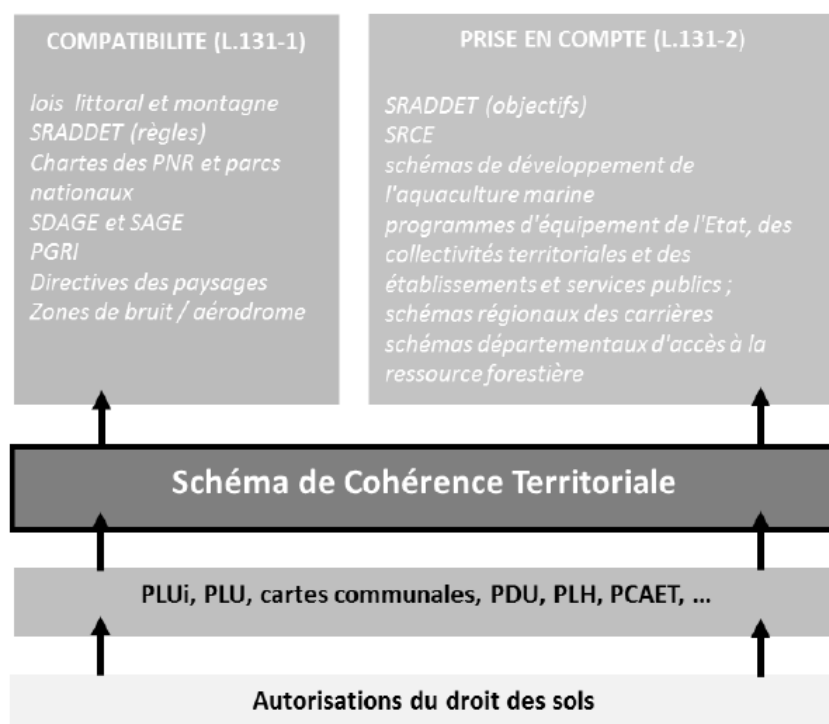 COMPATIBILITE (L.131-1)
lois littoral et montagne
SRADDET (règles)
Chartes des PNR et parcs
nationaux
SDAGE et SAGE
PGRI
Directives des paysages
Zones de bruit / aérodrome
PRISE EN COMPTE (L.131-2)
SRADDET (objectifs)
SRCE
schémas de développement de
l'aquaculture marine
programmes d'équipement de l'Etat, des
collectivités territoriales et des
établissements et services publics ;
schémas régionaux des carrières
schémas départementaux d'accès à la
ressource forestière
Schéma de Cohérence Territoriale
PLUi, PLU, cartes communales, PDU, PLH, PCAET, ...
Autorisations du droit des sols